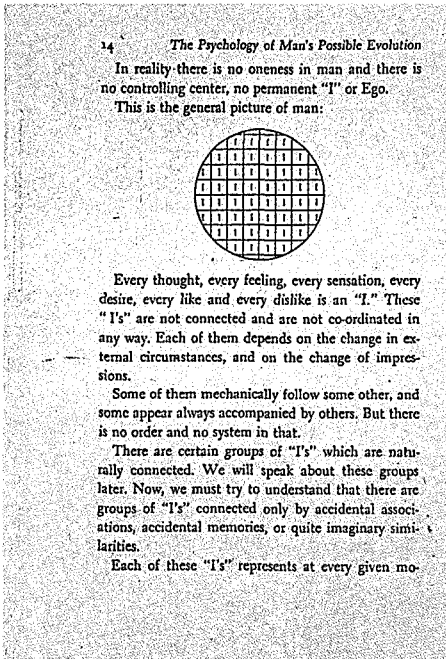 14 The Psychology of Man's Possible Evolution
In reality there is no oneness in man and there is
no controlling center, no permanent "I" or Ego.
This is the general picture of man:
Every thought, every feeling, every sensation, every
desire, every like and every dislike is an "I." These
"I's" are not connected and are not co-ordinated in
any way. Each of them depends on the change in ex-
ternal circumstances, and on the change of impres-
sions.
Some of them mechanically follow some other, and
some appear always accompanied by others. But there
is no order and no system in that.
There are certain groups of "I's" which are natu-
rally connected. We will speak about these groups
later. Now, we must try to understand that there are
groups of "I's" connected only by accidental associ-
ations, accidental memories, or quite imaginary simi-
larities.
Each of these "I's" represents at every given mo-